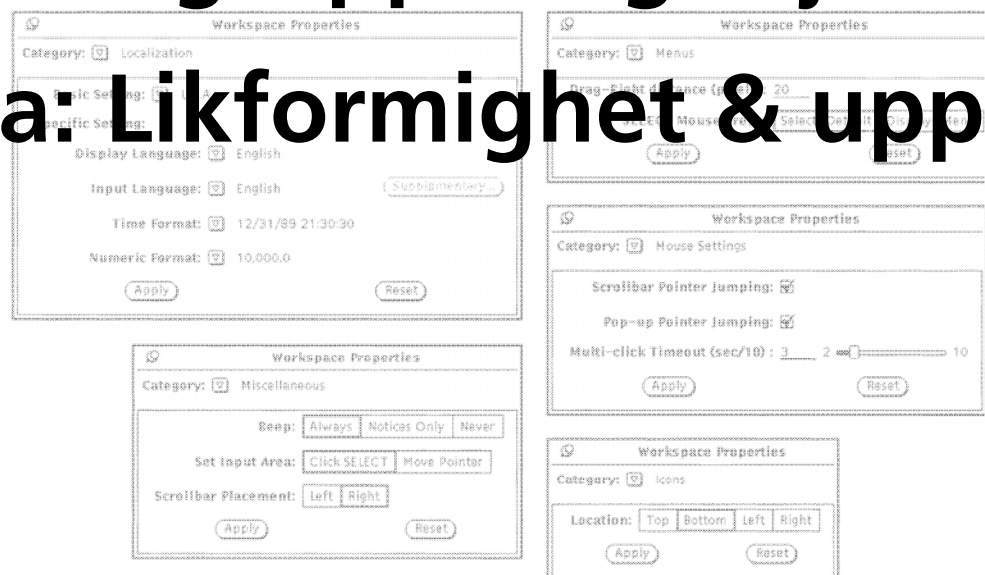 Workspace Properties
Category: Localization
Basic Setting:
Specific Setting:
Display Language: English
Input Language: English
Supplementary...
Time Format: 12/31/89 21:30:30
Numeric Format: 10,000.0
Apply Reset
Workspace Properties
Category: Menus
Drag-Right distance (pixels): 20
SELECT Mouse Press: Select Default Display Menu
Apply Reset
a: Likformighet & upp
Workspace Properties
Category: Mouse Settings
Scrollbar Pointer Jumping:
Pop-up Pointer Jumping:
Multi-click Timeout (sec/10): 3 2 10
Apply Reset
Workspace Properties
Category: Miscellaneous
Beep: Always Notices Only Never
Set Input Area: Click SELECT Move Pointer
Scrollbar Placement: Left Right
Apply Reset
Workspace Properties
Category: Icons
Location: Top Bottom Left Right
Apply Reset